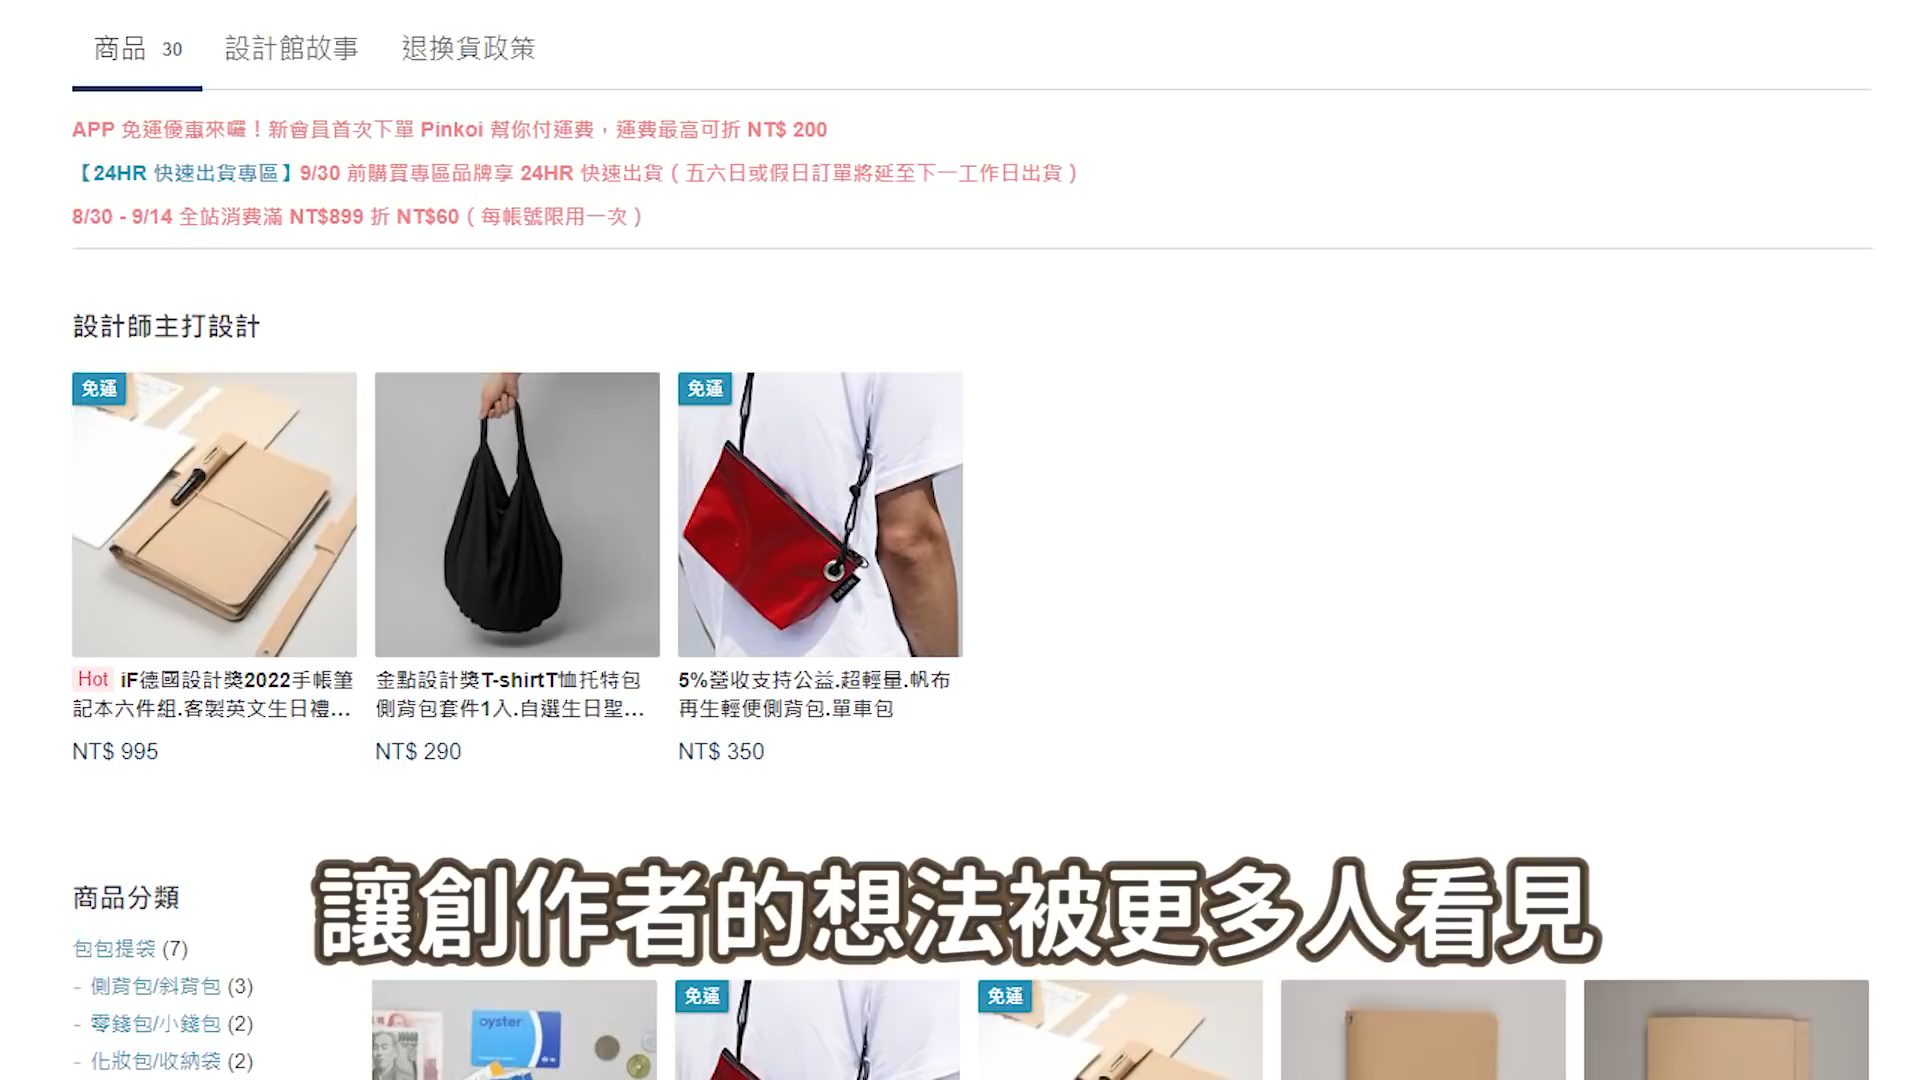 商品 30 設計館故事 退換貨政策
APP 免運優惠來囉！新會員首次下單 Pinkoi 幫你付運費，運費最高可折 NT$ 200
【24HR 快速出貨專區】9/30 前購買專區品牌享 24HR 快速出貨（五六日或假日訂單將延至下一工作日出貨）
8/30 - 9/14 全站消費滿 NT$899 折 NT$60（每帳號限用一次）
設計師主打設計
免運
免運
Hot iF德國設計獎2022手帳筆
記本六件組.客製英文生日禮...
NT$ 995
金點設計獎T-shirtT恤托特包
側背包套件1入.自選生日聖...
NT$ 290
5%營收支持公益.超輕量.帆布
再生輕便側背包.單車包
NT$ 350
讓創作者的想法被更多人看見
商品分類
包包提袋 (7)
- 側背包/斜背包 (3)
- 零錢包/小錢包 (2)
- 化妝包/收納袋 (2)
oyster
免運
免運